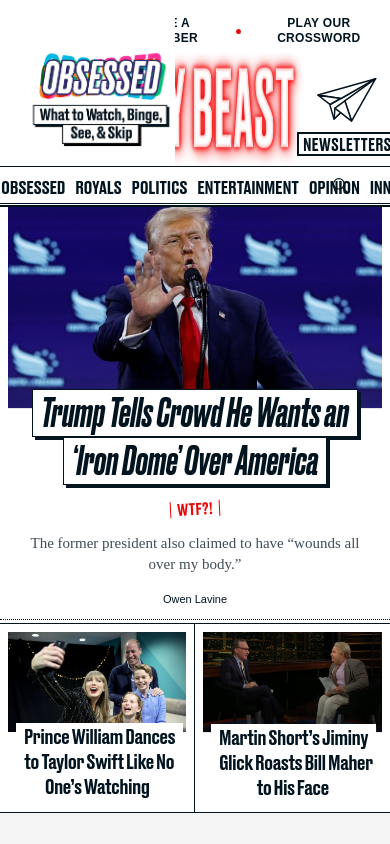 PLAY OUR
CROSSWORD
OBSESSED
What to Watch, Binge,
See, & Skip
BEAST
NEWSLETTERS
OBSESSED ROYALS POLITICS ENTERTAINMENT OPINION INN
Trump Tells Crowd He Wants an
‘Iron Dome’ Over America
WTF?!
The former president also claimed to have “wounds all
over my body.”
Owen Lavine
Prince William Dances
to Taylor Swift Like No
One’s Watching
Martin Short’s Jiminy
Glick Roasts Bill Maher
to His Face